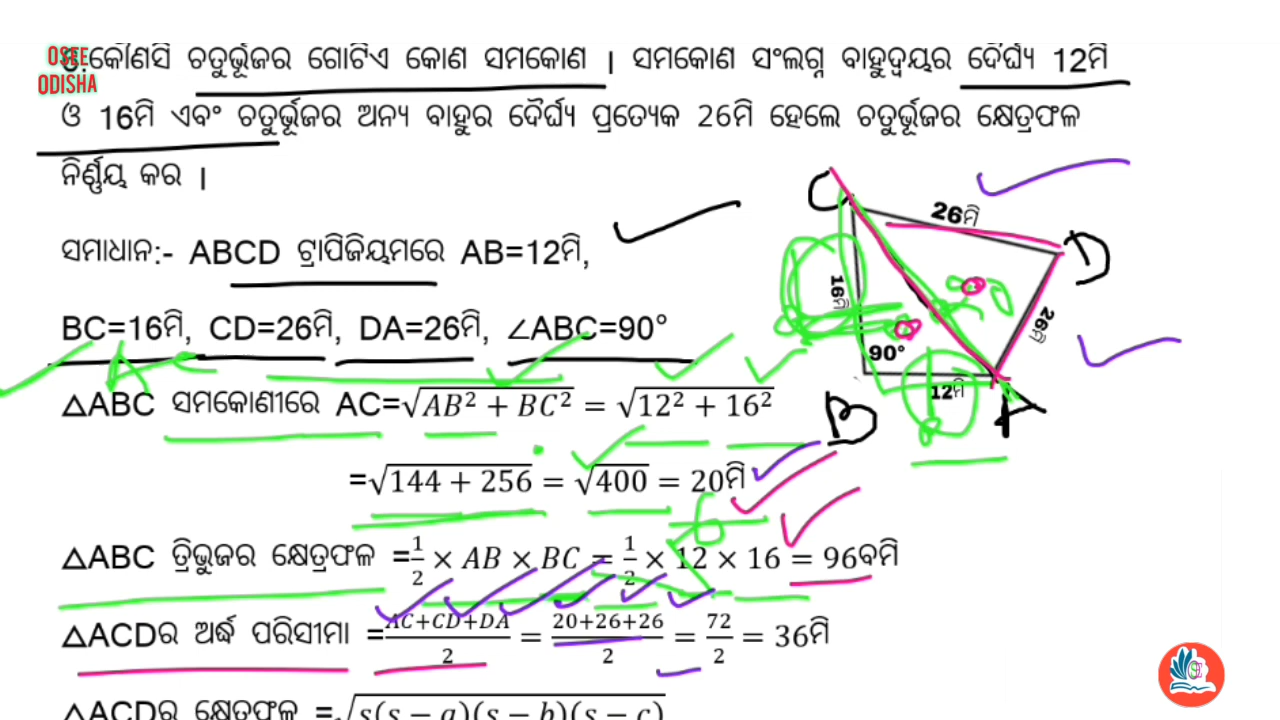 OSEE
ODISHA
କୌଣସି ଚତୁର୍ଭୂଜର ଗୋଟିଏ କୋଣ ସମକୋଣ । ସମକୋଣ ସଂଲଗ୍ନ ବାହୁଦ୍ୱୟର ଦୈର୍ଘ୍ୟ 12ମି
ଓ 16ମି ଏବଂ ଚତୁର୍ଭୂଜର ଅନ୍ୟ ବାହୁର ଦୈର୍ଘ୍ୟ ପ୍ରତ୍ୟେକ 26ମି ହେଲେ ଚତୁର୍ଭୂଜର କ୍ଷେତ୍ରଫଳ
ନିର୍ଣ୍ଣୟ କର ।
ସମାଧାନ:- ABCD ଟ୍ରାପିଜିୟମରେ AB=12ମି,
BC=16ମି, CD=26ମି, DA=26ମି, ∠ABC=90°
△ABC ସମକୋଣୀରେ AC=√(AB² + BC²) = √(12² + 16²)
=√(144 + 256) = √400 = 20ମି
△ABC ତ୍ରିଭୁଜର କ୍ଷେତ୍ରଫଳ =1/2 × AB × BC = 1/2 × 12 × 16 = 96ବମି
△ACDର ଅର୍ଦ୍ଧ ପରିସୀମା =(AC+CD+DA)/2 = (20+26+26)/2 = 72/2 = 36ମି
△ACDର କ୍ଷେତ୍ରଫଳ =√(s(s − a)(s − b)(s − c))
C
26ମି
D
16ମି
26ମି
90°
12ମି
B
A
A
6